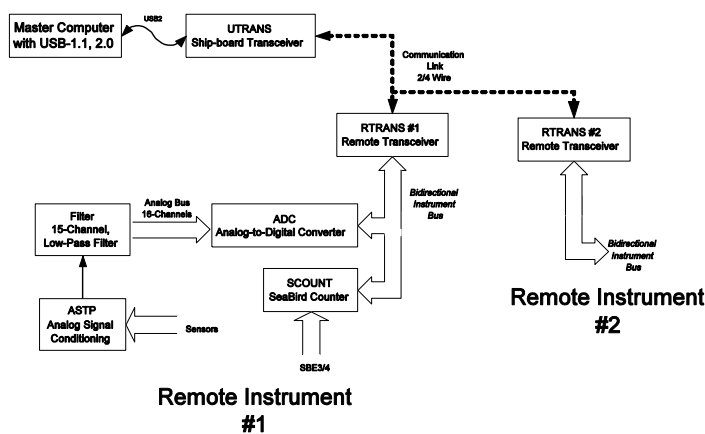 Master Computer
with USB-1.1, 2.0
USB2
UTRANS
Ship-board Transceiver
Communication
Link
2/4 Wire
RTRANS #1
Remote Transceiver
RTRANS #2
Remote Transceiver
Bidirectional
Instrument
Bus
Filter
15-Channel,
Low-Pass Filter
Analog Bus
16-Channels
ADC
Analog-to-Digital Converter
Bidirectional
Instrument
Bus
SCOUNT
SeaBird Counter
Remote Instrument
#2
ASTP
Analog Signal
Conditioning
Sensors
SBE3/4
Remote Instrument
#1